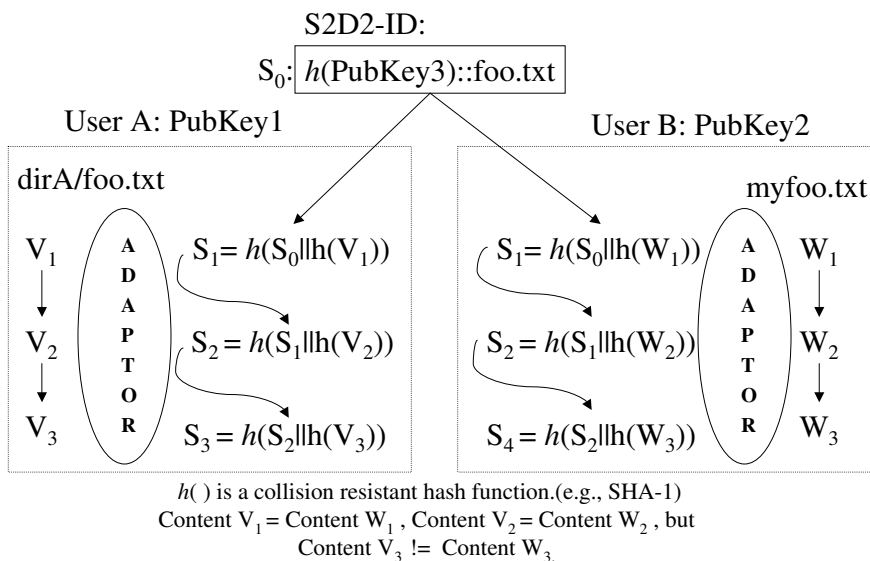 S2D2-ID:
S₀: h(PubKey3)::foo.txt
User A: PubKey1
User B: PubKey2
dirA/foo.txt
myfoo.txt
V₁
V₂
V₃
ADAPTOR
S₁= h(S₀||h(V₁))
S₂ = h(S₁||h(V₂))
S₃ = h(S₂||h(V₃))
S₁= h(S₀||h(W₁))
S₂ = h(S₁||h(W₂))
S₄ = h(S₂||h(W₃))
ADAPTOR
W₁
W₂
W₃
h( ) is a collision resistant hash function.(e.g., SHA-1)
Content V₁ = Content W₁ , Content V₂ = Content W₂ , but
Content V₃ != Content W₃.